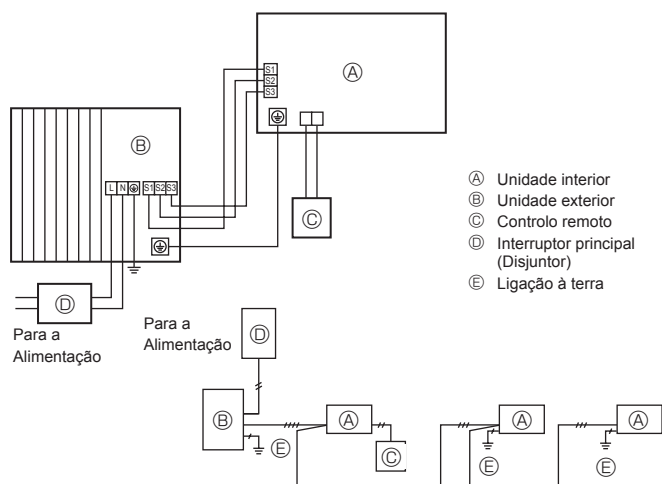 S1
S2
S3
Ⓐ
Ⓑ
L N S1 S2 S3
Ⓒ
Ⓐ Unidade interior
Ⓑ Unidade exterior
Ⓒ Controlo remoto
Ⓓ Interruptor principal
(Disjuntor)
Ⓔ Ligação à terra
Ⓓ
Para a
Alimentação
Para a
Alimentação
Ⓓ
Ⓑ
Ⓔ
Ⓐ
Ⓒ
Ⓐ
Ⓔ
Ⓐ
Ⓔ